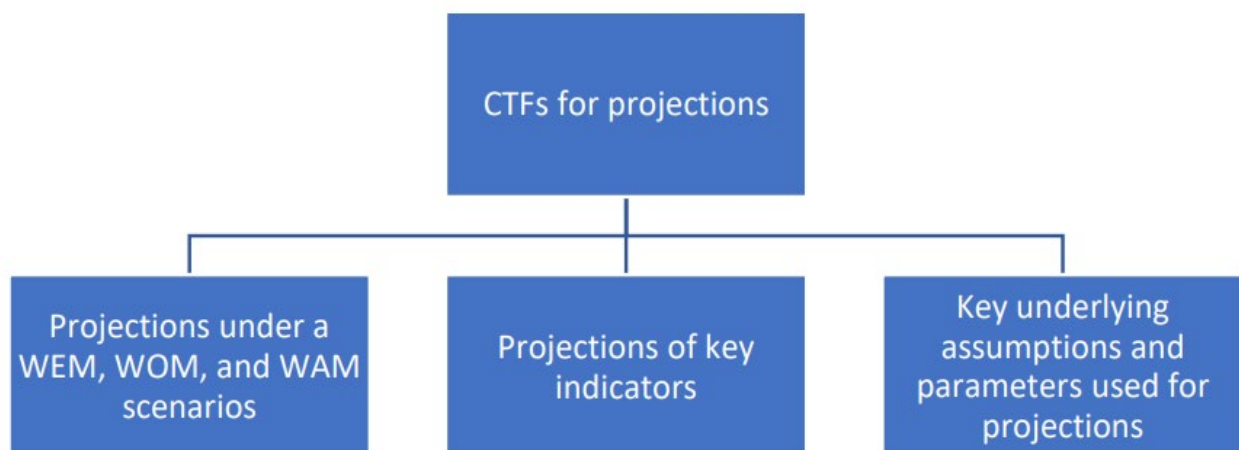 CTFs for projections
Projections under a
WEM, WOM, and WAM
scenarios
Projections of key
indicators
Key underlying
assumptions and
parameters used for
projections